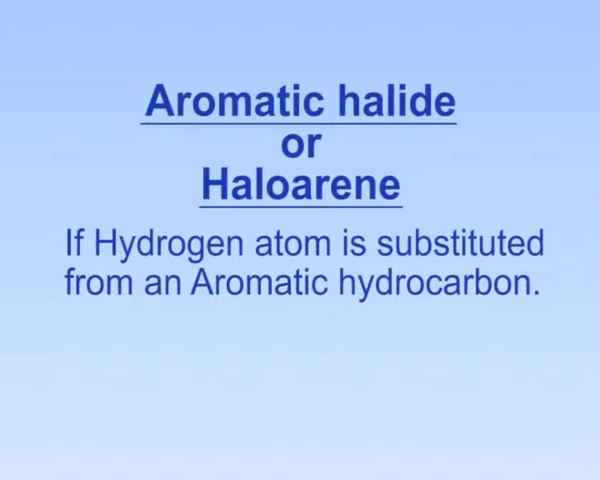 Aromatic halide
or
Haloarene
If Hydrogen atom is substituted
from an Aromatic hydrocarbon.